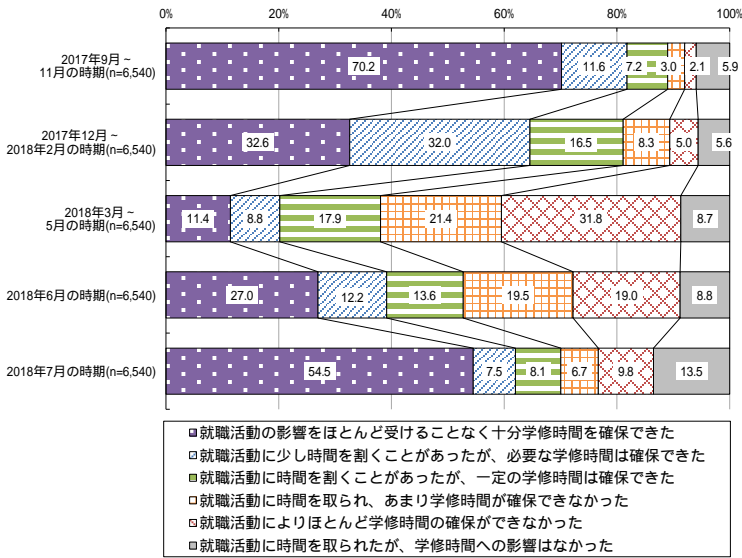 0% 20% 40% 60% 80% 100%
2017年9月～
11月の時期(n=6,540)
70.2 11.6 7.2 3.0 2.1 5.9
2017年12月～
2018年2月の時期(n=6,540)
32.6 32.0 16.5 8.3 5.0 5.6
2018年3月～
5月の時期(n=6,540)
11.4 8.8 17.9 21.4 31.8 8.7
2018年6月の時期(n=6,540)
27.0 12.2 13.6 19.5 19.0 8.8
2018年7月の時期(n=6,540)
54.5 7.5 8.1 6.7 9.8 13.5
就職活動の影響をほとんど受けることなく十分学修時間を確保できた
就職活動に少し時間を割くことがあったが、必要な学修時間は確保できた
就職活動に時間を割くことがあったが、一定の学修時間は確保できた
就職活動に時間を取られ、あまり学修時間が確保できなかった
就職活動によりほとんど学修時間の確保ができなかった
就職活動に時間を取られたが、学修時間への影響はなかった